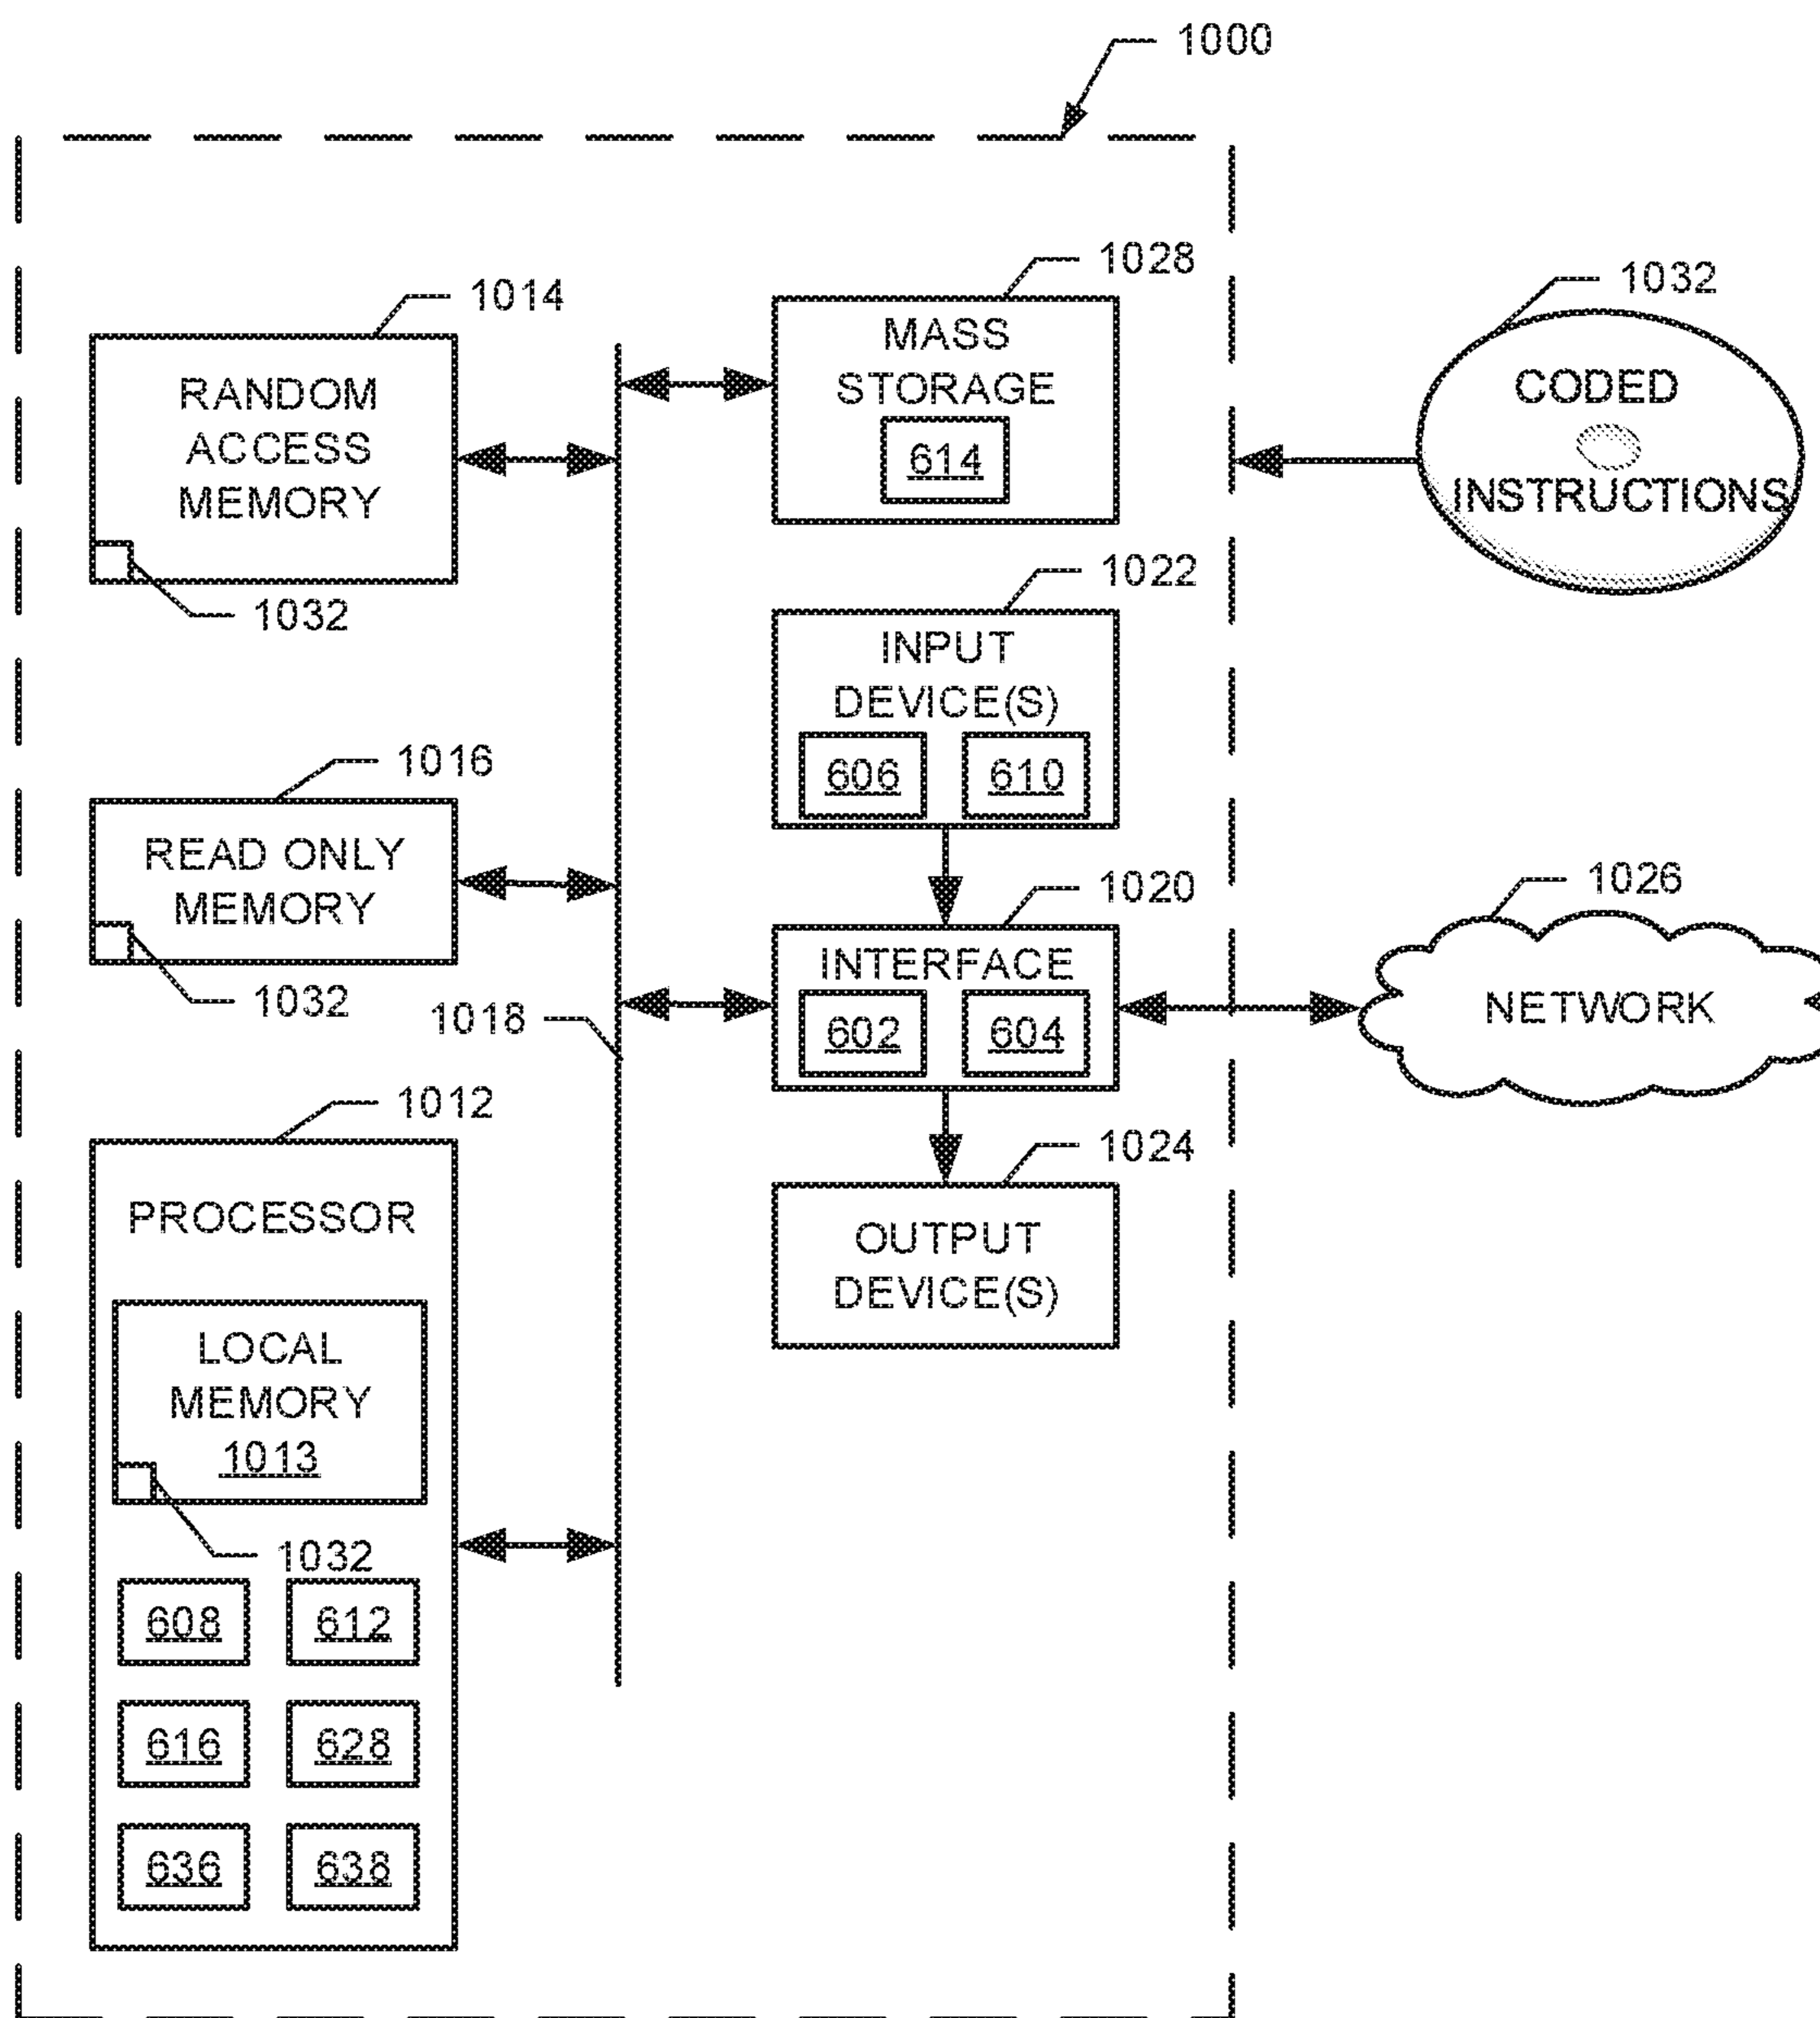 1000
1014
RANDOM
ACCESS
MEMORY
1032
1016
READ ONLY
MEMORY
1032
1018
1012
PROCESSOR
LOCAL
MEMORY
1013
1032
608 612
616 628
636 638
1028
MASS
STORAGE
614
1022
INPUT
DEVICE(S)
606 610
1020
INTERFACE
602 604
1024
OUTPUT
DEVICE(S)
1032
CODED
INSTRUCTIONS
1026
NETWORK